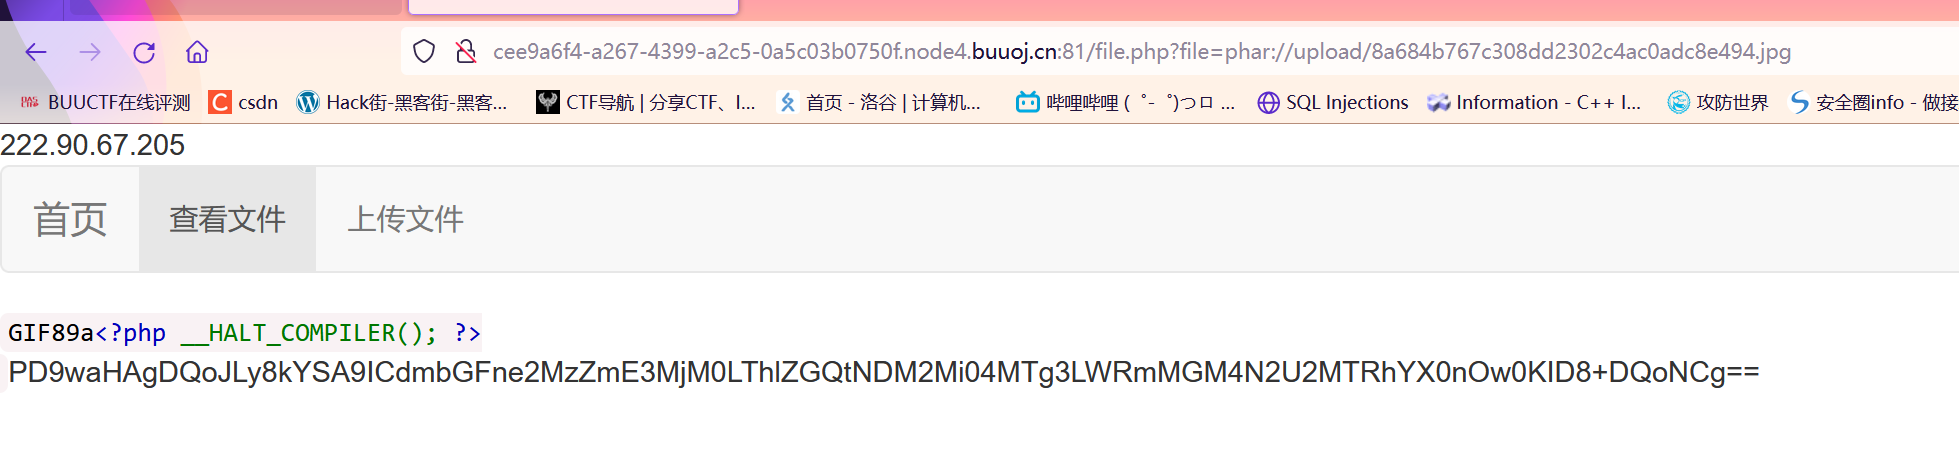 cee9a6f4-a267-4399-a2c5-0a5c03b0750f.node4.buuoj.cn:81/file.php?file=phar://upload/8a684b767c308dd2302c4ac0adc8e494.jpg
BUUCTF在线评测 csdn Hack街-黑客街-黑客... CTF导航 | 分享CTF、I... 首页 - 洛谷 | 计算机... 哔哩哔哩 ( ゜- ゜)つロ ... SQL Injections Information - C++ I... 攻防世界 安全圈info - 做接
222.90.67.205
首页 查看文件 上传文件
GIF89a<?php __HALT_COMPILER(); ?>
PD9waHAgDQoJLy8kYSA9ICdmbGFne2MzZmE3MjM0LThlZGQtNDM2Mi04MTg3LWRmMGM4N2U2MTRhYX0nOw0KID8+DQoNCg==